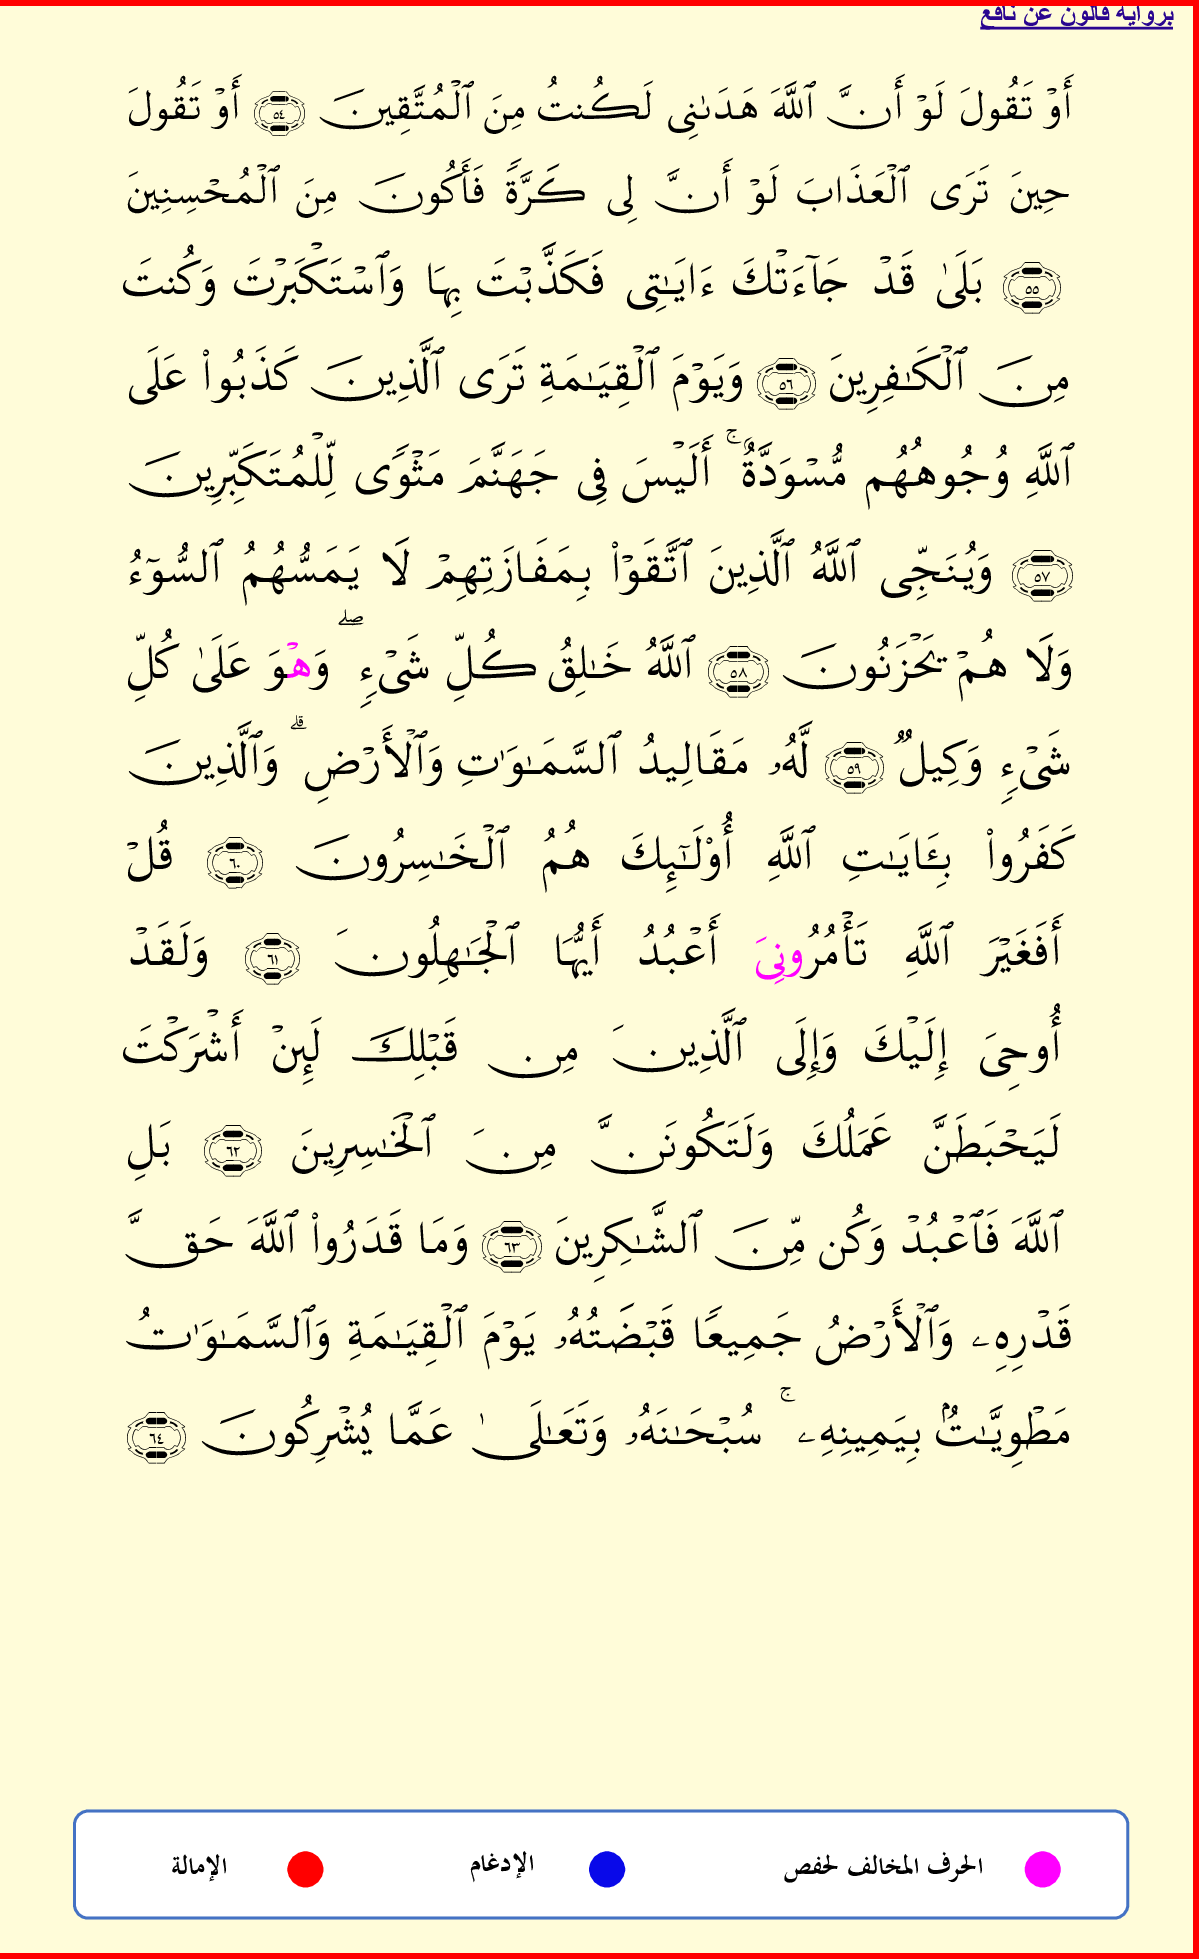 برواية قالون عن نافع
أَوۡ تَقُولَ لَوۡ أَنَّ ٱللَّهَ هَدَىٰنِي لَكُنتُ مِنَ ٱلۡمُتَّقِينَ ٥٤ أَوۡ تَقُولَ
حِينَ تَرَى ٱلۡعَذَابَ لَوۡ أَنَّ لِي كَرَّةٗ فَأَكُونَ مِنَ ٱلۡمُحۡسِنِينَ
٥٥ بَلَىٰ قَدۡ جَآءَتۡكَ ءَايَٰتِي فَكَذَّبۡتَ بِهَا وَٱسۡتَكۡبَرۡتَ وَكُنتَ
مِنَ ٱلۡكَٰفِرِينَ ٥٦ وَيَوۡمَ ٱلۡقِيَٰمَةِ تَرَى ٱلَّذِينَ كَذَبُواْ عَلَى
ٱللَّهِ وُجُوهُهُم مُّسۡوَدَّةٌۚ أَلَيۡسَ فِي جَهَنَّمَ مَثۡوٗى لِّلۡمُتَكَبِّرِينَ
٥٧ وَيُنَجِّي ٱللَّهُ ٱلَّذِينَ ٱتَّقَوۡاْ بِمَفَازَتِهِمۡ لَا يَمَسُّهُمُ ٱلسُّوٓءُ
وَلَا هُمۡ يَحۡزَنُونَ ٥٨ ٱللَّهُ خَٰلِقُ كُلِّ شَيۡءٖۖ وَهۡوَ عَلَىٰ كُلِّ
شَيۡءٖ وَكِيلٞ ٥٩ لَّهُۥ مَقَالِيدُ ٱلسَّمَٰوَٰتِ وَٱلۡأَرۡضِۗ وَٱلَّذِينَ
كَفَرُواْ بِـَٔايَٰتِ ٱللَّهِ أُوْلَٰٓئِكَ هُمُ ٱلۡخَٰسِرُونَ ٦٠ قُلۡ
أَفَغَيۡرَ ٱللَّهِ تَأۡمُرُونِيَ أَعۡبُدُ أَيُّهَا ٱلۡجَٰهِلُونَ ٦١ وَلَقَدۡ
أُوحِيَ إِلَيۡكَ وَإِلَى ٱلَّذِينَ مِن قَبۡلِكَ لَئِنۡ أَشۡرَكۡتَ
لَيَحۡبَطَنَّ عَمَلُكَ وَلَتَكُونَنَّ مِنَ ٱلۡخَٰسِرِينَ ٦٢ بَلِ
ٱللَّهَ فَٱعۡبُدۡ وَكُن مِّنَ ٱلشَّٰكِرِينَ ٦٣ وَمَا قَدَرُواْ ٱللَّهَ حَقَّ
قَدۡرِهِۦ وَٱلۡأَرۡضُ جَمِيعٗا قَبۡضَتُهُۥ يَوۡمَ ٱلۡقِيَٰمَةِ وَٱلسَّمَٰوَٰتُ
مَطۡوِيَّٰتُۢ بِيَمِينِهِۦۚ سُبۡحَٰنَهُۥ وَتَعَٰلَىٰ عَمَّا يُشۡرِكُونَ ٦٤
الحرف المخالف لحفص الإدغام الإمالة